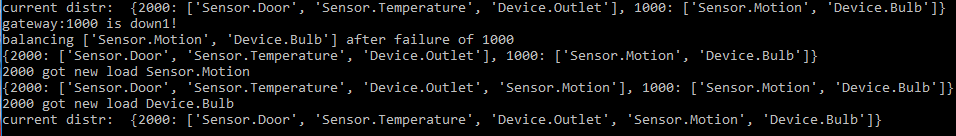 current distr:  {2000: ['Sensor.Door', 'Sensor.Temperature', 'Device.Outlet'], 1000: ['Sensor.Motion', 'Device.Bulb']}
gateway:1000 is down1!
balancing ['Sensor.Motion', 'Device.Bulb'] after failure of 1000
{2000: ['Sensor.Door', 'Sensor.Temperature', 'Device.Outlet'], 1000: ['Sensor.Motion', 'Device.Bulb']}
2000 got new load Sensor.Motion
{2000: ['Sensor.Door', 'Sensor.Temperature', 'Device.Outlet', 'Sensor.Motion'], 1000: ['Sensor.Motion', 'Device.Bulb']}
2000 got new load Device.Bulb
current distr:  {2000: ['Sensor.Door', 'Sensor.Temperature', 'Device.Outlet', 'Sensor.Motion', 'Device.Bulb']}